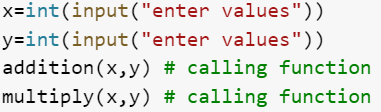 x=int(input("enter values"))
y=int(input("enter values"))
addition(x,y) # calling function
multiply(x,y) # calling function